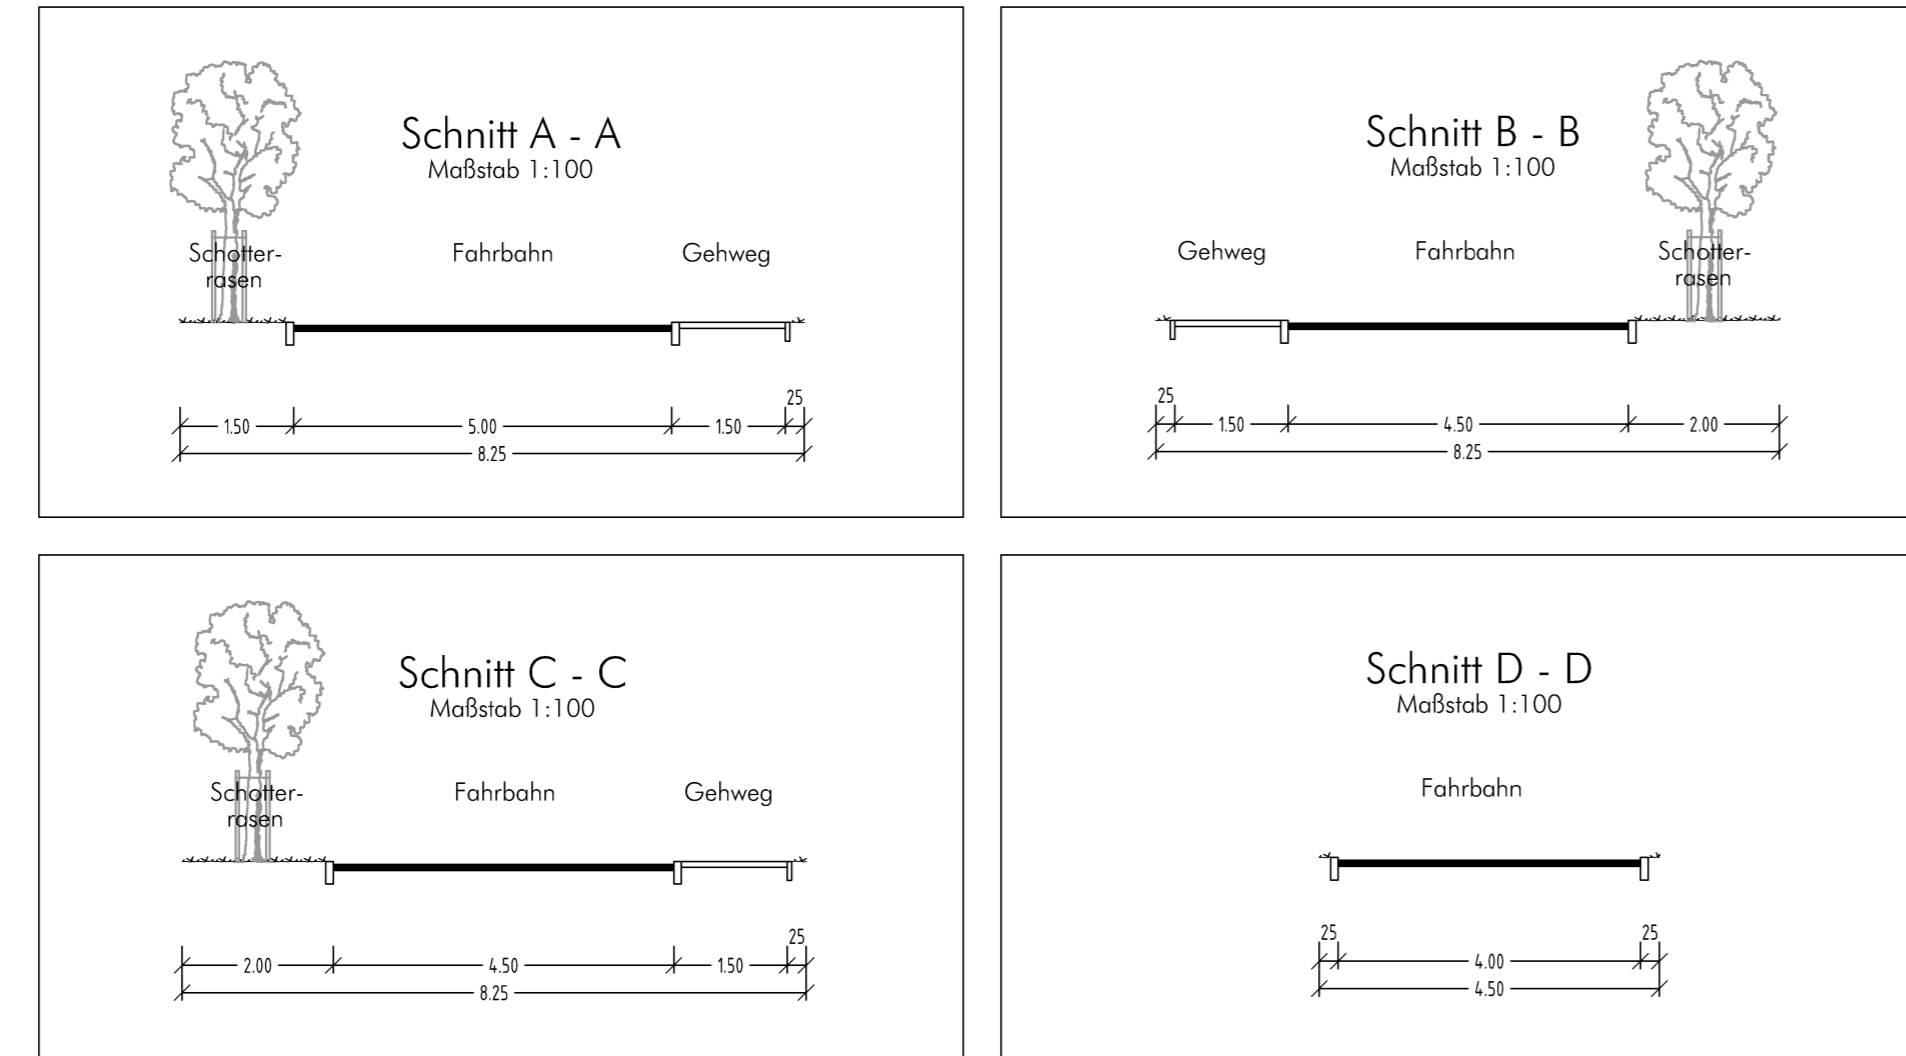 Schnitt A - A
Maßstab 1:100
Schotter-
rasen
Fahrbahn
Gehweg
25
1.50
5.00
1.50
8.25
Schnitt B - B
Maßstab 1:100
Gehweg
Fahrbahn
Schotter-
rasen
25
1.50
4.50
2.00
8.25
Schnitt C - C
Maßstab 1:100
Schotter-
rasen
Fahrbahn
Gehweg
25
2.00
4.50
1.50
8.25
Schnitt D - D
Maßstab 1:100
Fahrbahn
25
25
4.00
4.50